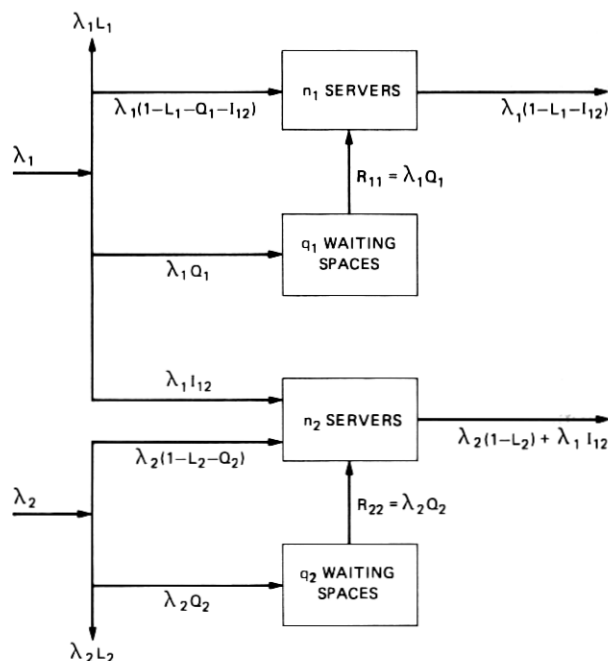 λ₁L₁
n₁ SERVERS
λ₁(1–L₁–Q₁–I₁₂)
λ₁(1–L₁–I₁₂)
λ₁
R₁₁ = λ₁Q₁
q₁ WAITING
SPACES
λ₁Q₁
λ₁I₁₂
n₂ SERVERS
λ₂(1–L₂) + λ₁ I₁₂
λ₂(1–L₂–Q₂)
λ₂
R₂₂ = λ₂Q₂
q₂ WAITING
SPACES
λ₂Q₂
λ₂L₂